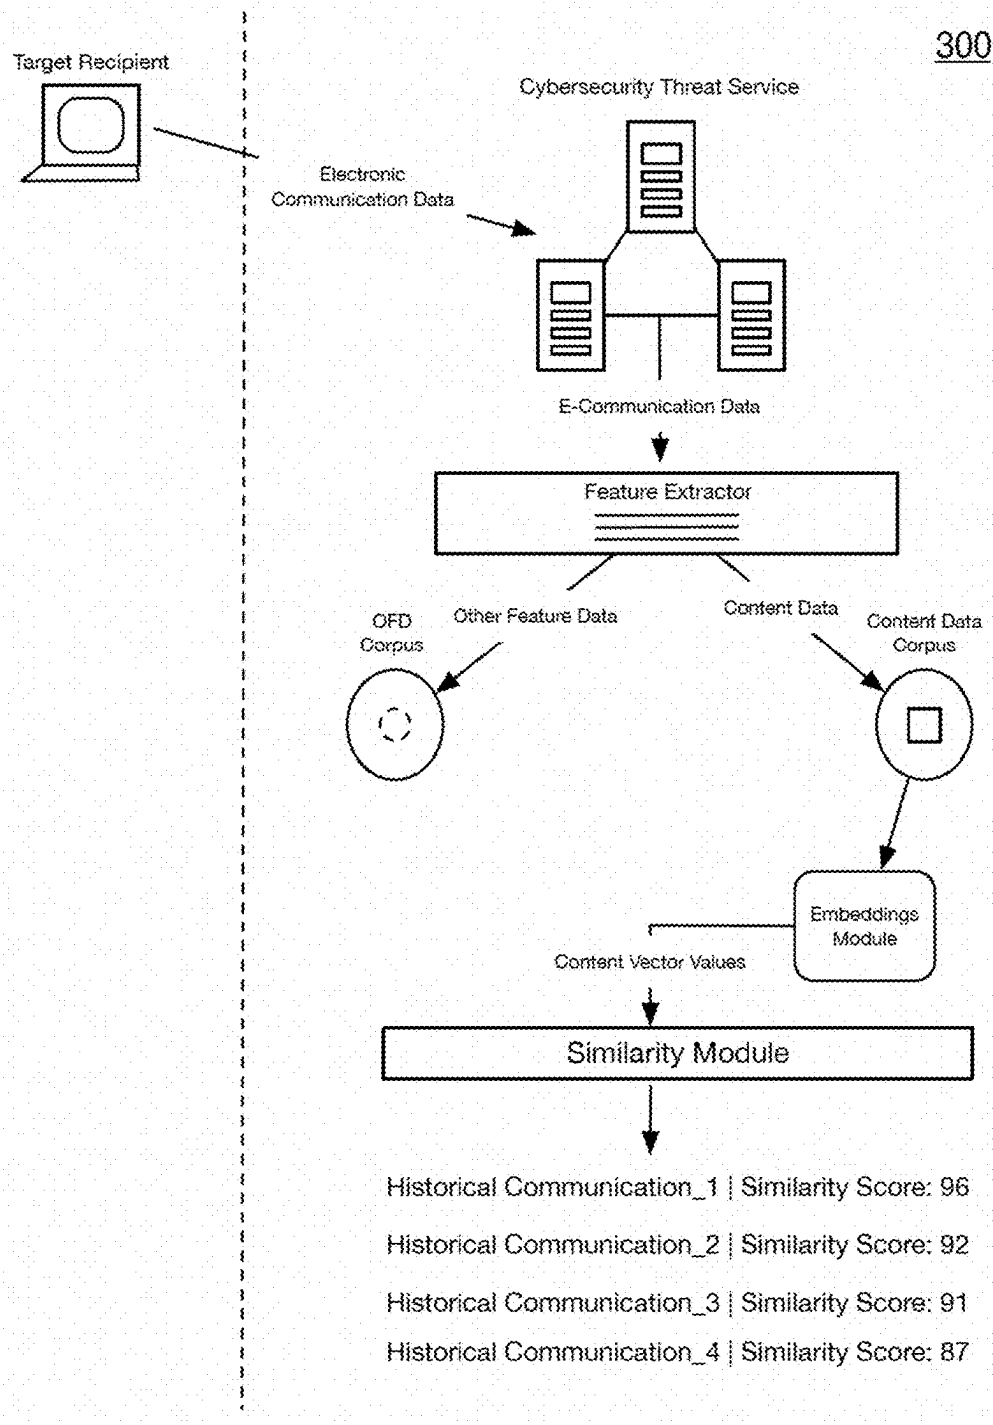 300
Target Recipient
Cybersecurity Threat Service
Electronic
Communication Data
E-Communication Data
Feature Extractor
OFD
Corpus
Other Feature Data
Content Data
Content Data
Corpus
Embeddings
Module
Content Vector Values
Similarity Module
Historical Communication_1 | Similarity Score: 96
Historical Communication_2 | Similarity Score: 92
Historical Communication_3 | Similarity Score: 91
Historical Communication_4 | Similarity Score: 87